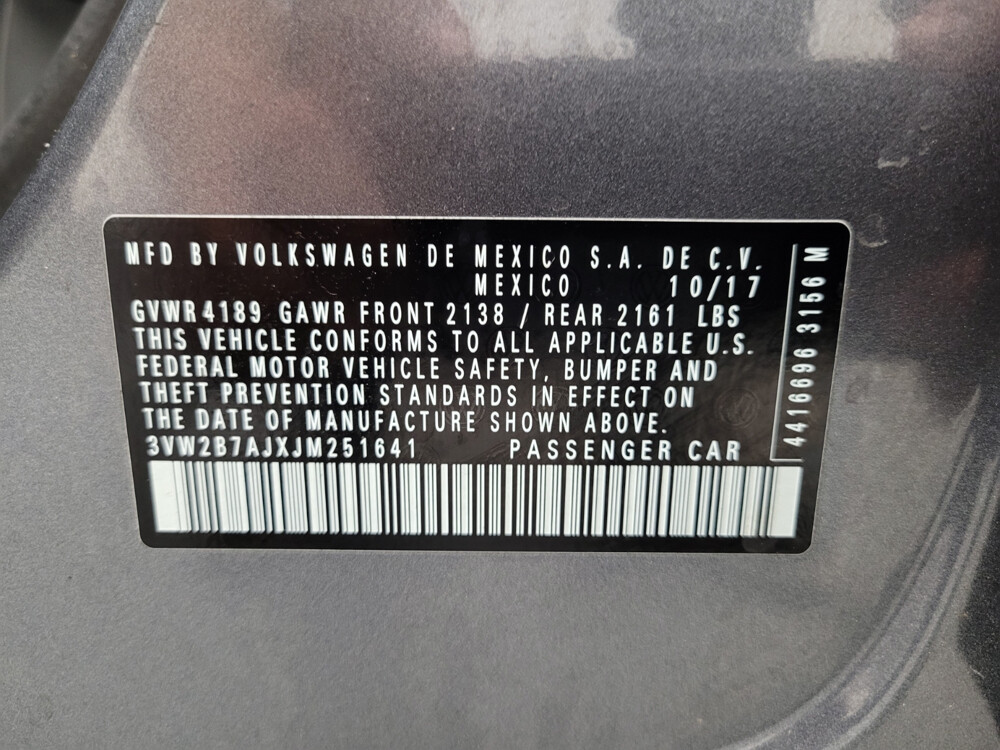 MFD BY VOLKSWAGEN DE MEXICO S.A. DE C.V.
MEXICO 10/17
GVWR 4189 GAWR FRONT 2138 / REAR 2161 LBS
THIS VEHICLE CONFORMS TO ALL APPLICABLE U.S.
FEDERAL MOTOR VEHICLE SAFETY, BUMPER AND
THEFT PREVENTION STANDARDS IN EFFECT ON
THE DATE OF MANUFACTURE SHOWN ABOVE.
3VW2B7AJXJM251641 PASSENGER CAR
4416696 3156 M